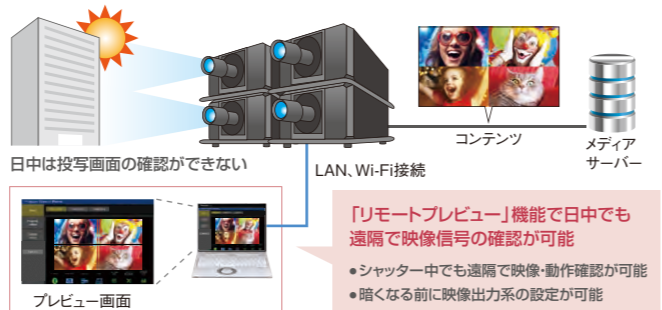 コンテンツ
メディア
サーバー
日中は投写画面の確認ができない
LAN、Wi-Fi接続
「リモートプレビュー」機能で日中でも
遠隔で映像信号の確認が可能
●シャッター中でも遠隔で映像・動作確認が可能
●暗くなる前に映像出力系の設定が可能
プレビュー画面